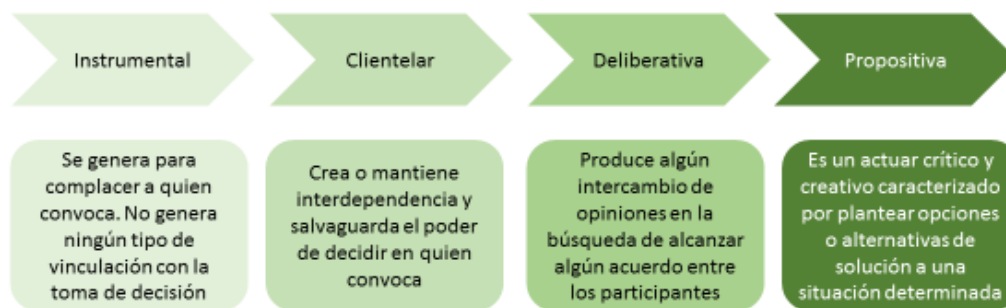 Instrumental
Clientelar
Deliberativa
Propositiva
Se genera para
complacer a quien
convoca. No genera
ningún tipo de
vinculación con la
toma de decisión
Crea o mantiene
interdependencia y
salvaguarda el poder
de decidir en quien
convoca
Produce algún
intercambio de
opiniones en la
búsqueda de alcanzar
algún acuerdo entre
los participantes
Es un actuar crítico y
creativo caracterizado
por plantear opciones
o alternativas de
solución a una
situación determinada